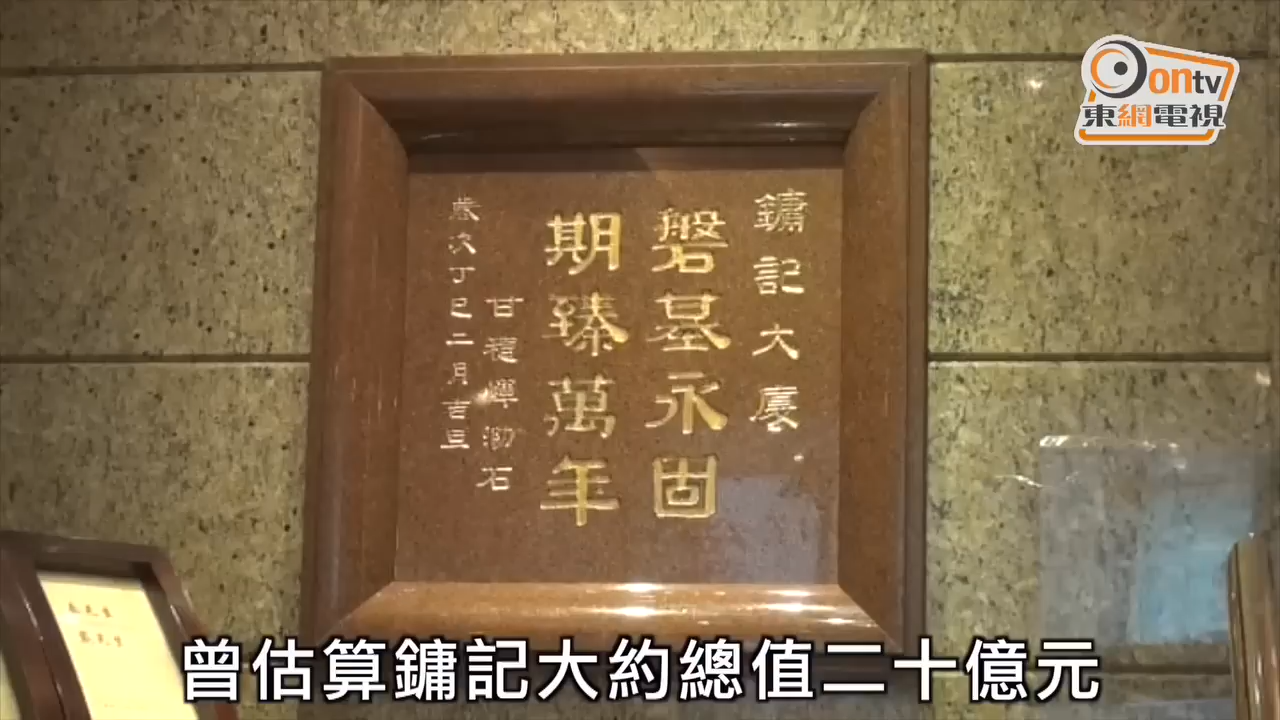 ontv
東網電視
鏞記大廈
磐基永固
期臻萬年
甘穗煇泐石
歲次丁巳二月吉旦
曾估算鏞記大約總值二十億元